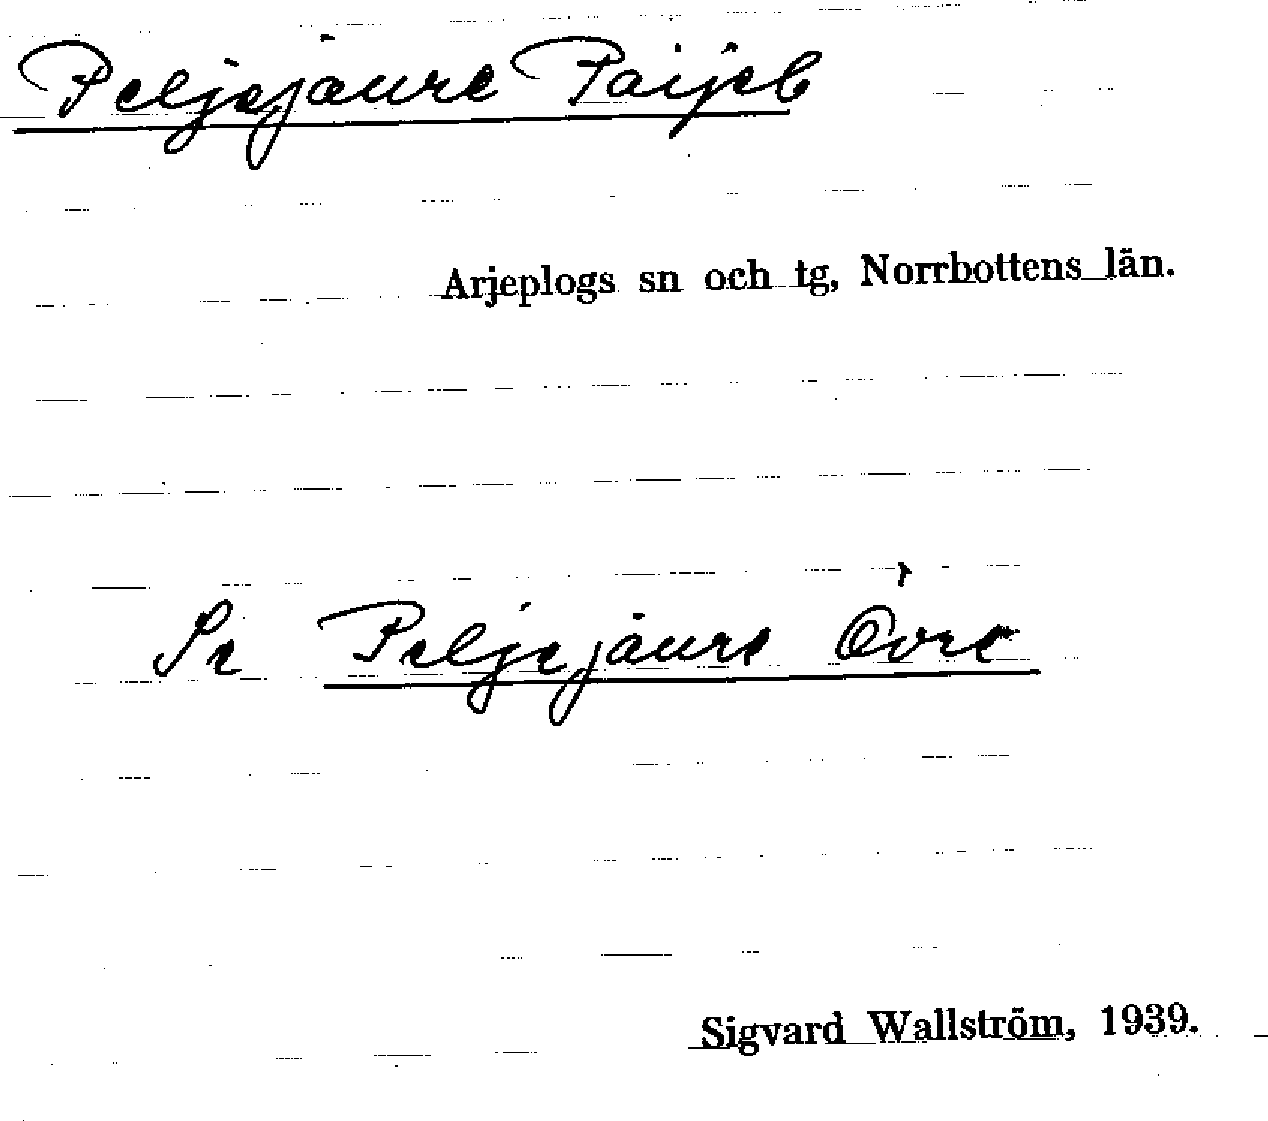 Peljejaure Paijeb
Arjeplogs sn och tg, Norrbottens län.
Se Peljejaure Övre
Sigvard Wallström, 1939.